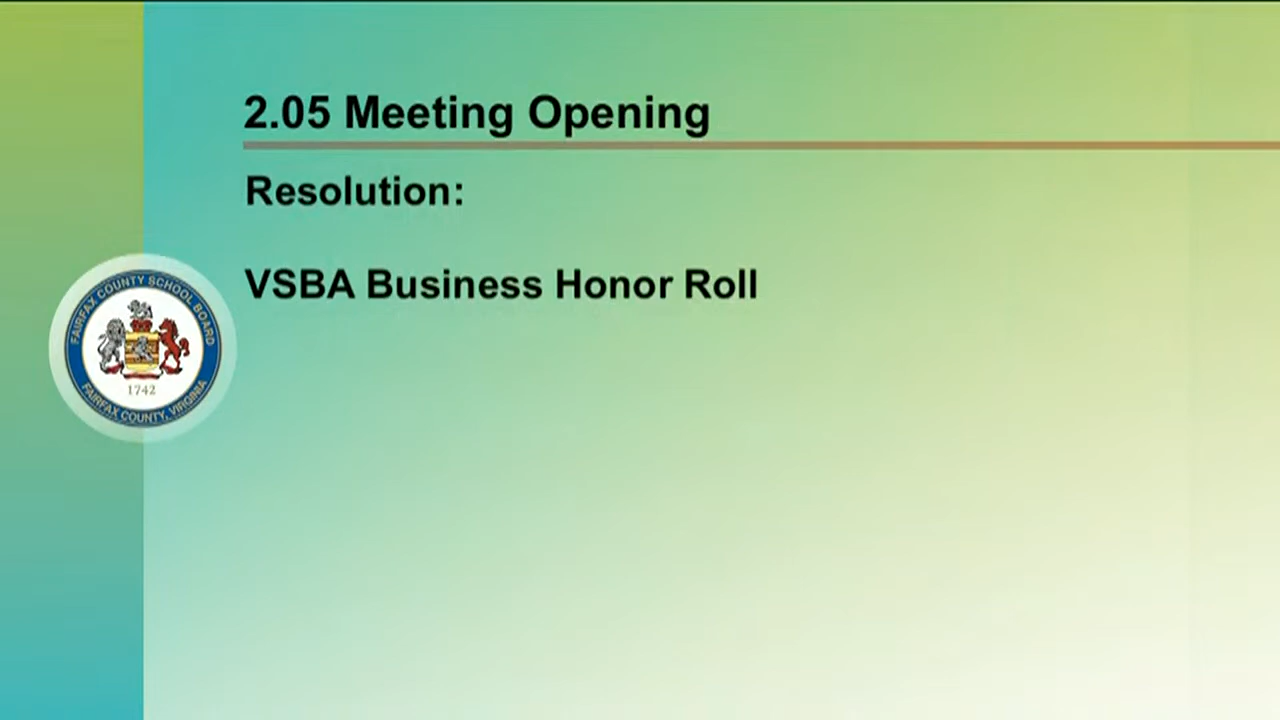 2.05 Meeting Opening
Resolution:
VSBA Business Honor Roll
FAIRFAX COUNTY SCHOOL BOARD
1742
FAIRFAX COUNTY, VIRGINIA